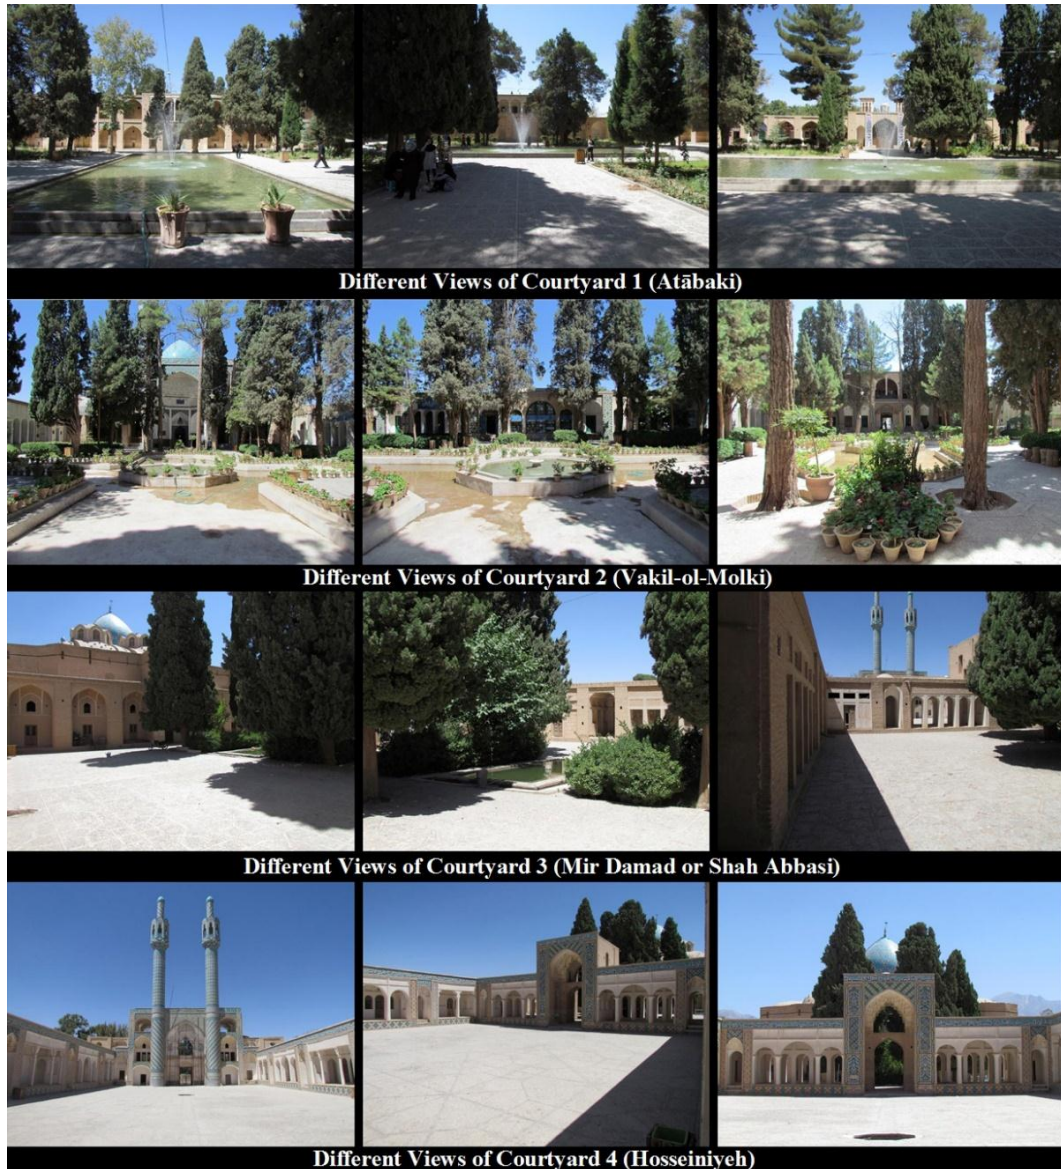 Different Views of Courtyard 1 (Atābaki)
Different Views of Courtyard 2 (Vakil-ol-Molki)
Different Views of Courtyard 3 (Mir Damad or Shah Abbasi)
Different Views of Courtyard 4 (Hosseiniyeh)